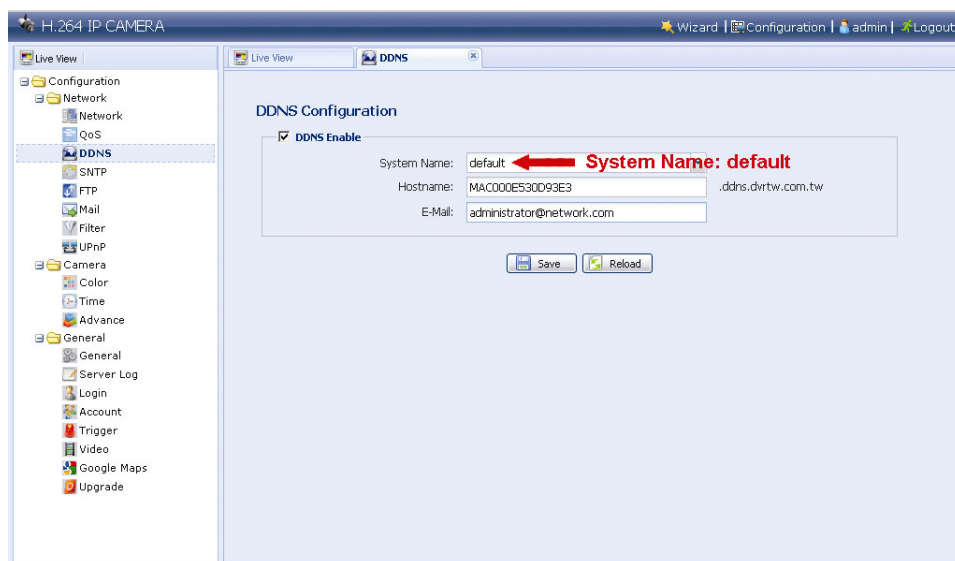 H.264 IP CAMERA
Wizard | Configuration | admin | Logout
Live View
Configuration
Network
Network
QoS
DDNS
SNTP
FTP
Mail
Filter
UPnP
Camera
Color
Time
Advance
General
General
Server Log
Login
Account
Trigger
Video
Google Maps
Upgrade
Live View DDNS
DDNS Configuration
DDNS Enable
System Name: default System Name: default
Hostname: MAC000E530D93E3 .ddns.dvrtw.com.tw
E-Mail: administrator@network.com
Save Reload